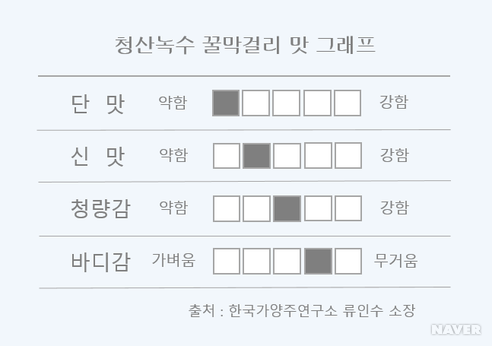 청산녹수 꿀막걸리 맛 그래프
단 맛 약함 강함
신 맛 약함 강함
청량감 약함 강함
바디감 가벼움 무거움
출처 : 한국가양주연구소 류인수 소장
NAVER